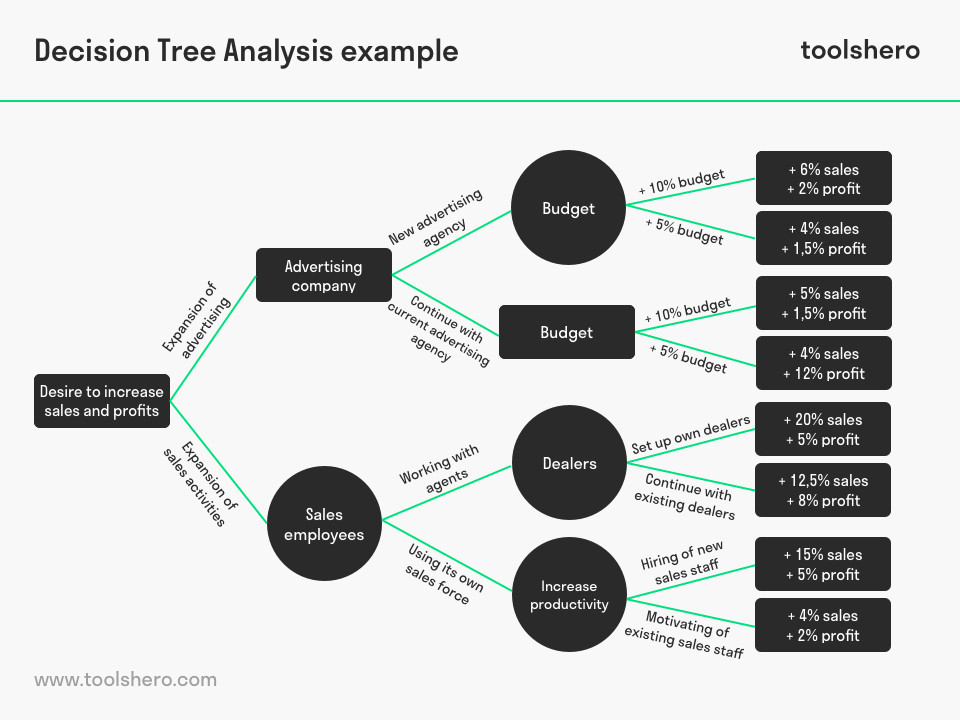 Decision Tree Analysis example
toolshero
Desire to increase
sales and profits
Expansion of
advertising
Expansion of
sales activities
Advertising
company
Sales
employees
New advertising
agency
Continue with
current advertising
agency
Working with
agents
Using its own
sales force
Budget
Budget
Dealers
Increase
productivity
+ 10% budget
+ 5% budget
+ 10% budget
+ 5% budget
Set up own dealers
Continue with
existing dealers
Hiring of new
sales staff
Motivating of
existing sales staff
+ 6% sales
+ 2% profit
+ 4% sales
+ 1,5% profit
+ 5% sales
+ 1,5% profit
+ 4% sales
+ 12% profit
+ 20% sales
+ 5% profit
+ 12,5% sales
+ 8% profit
+ 15% sales
+ 5% profit
+ 4% sales
+ 2% profit
www.toolshero.com